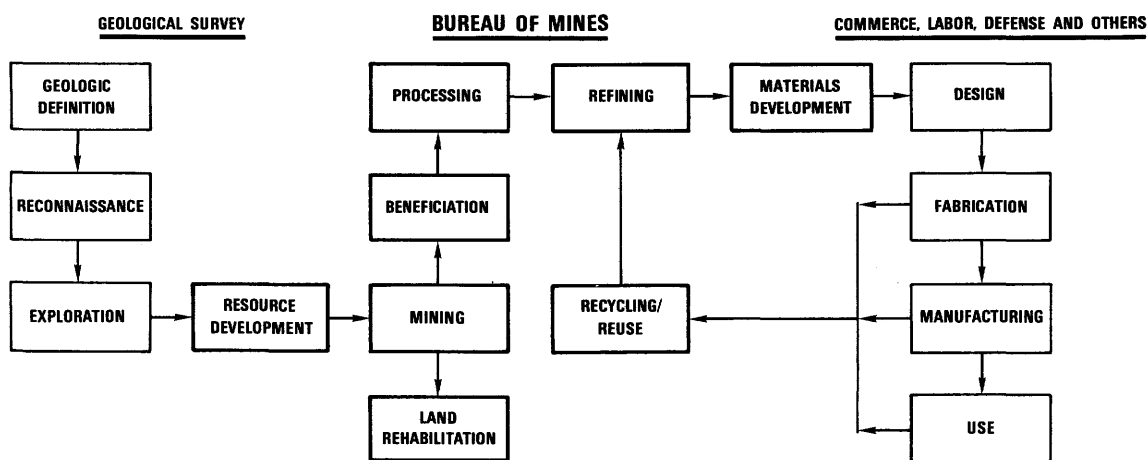 GEOLOGICAL SURVEY
BUREAU OF MINES
COMMERCE, LABOR, DEFENSE AND OTHERS
GEOLOGIC
DEFINITION
PROCESSING
REFINING
MATERIALS
DEVELOPMENT
DESIGN
RECONNAISSANCE
BENEFICIATION
FABRICATION
EXPLORATION
RESOURCE
DEVELOPMENT
MINING
RECYCLING/
REUSE
MANUFACTURING
LAND
REHABILITATION
USE